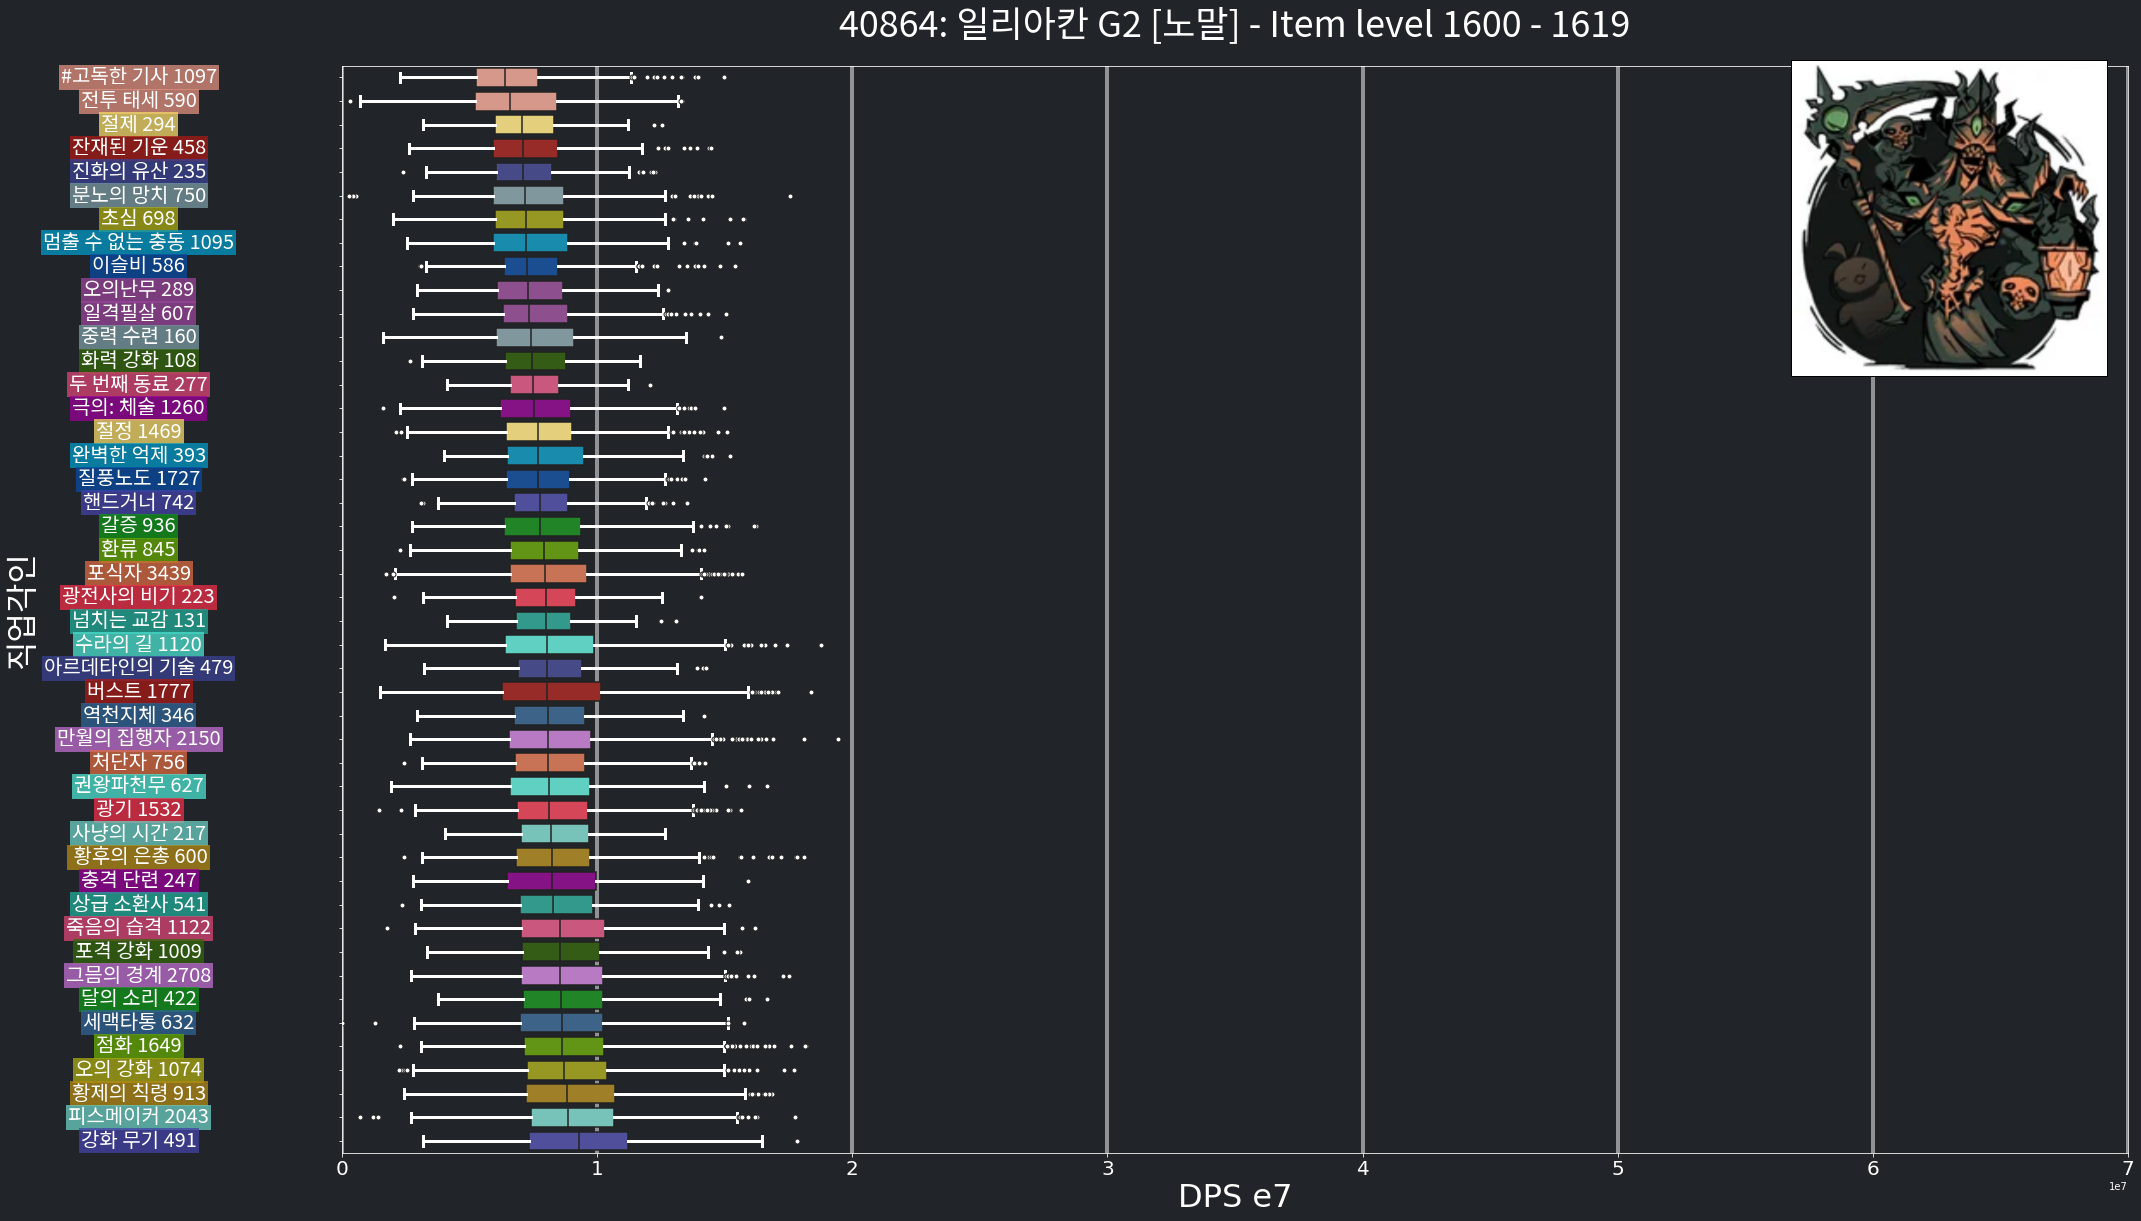 40864: 일리아칸 G2 [노말] - Item level 1600 - 1619
#고독한 기사 1097
전투 태세 590
절제 294
잔재된 기운 458
진화의 유산 235
분노의 망치 750
초심 698
멈출 수 없는 충동 1095
이슬비 586
오의난무 289
일격필살 607
중력 수련 160
화력 강화 108
두 번째 동료 277
극의: 체술 1260
절정 1469
완벽한 억제 393
질풍노도 1727
핸드거너 742
갈증 936
환류 845
포식자 3439
광전사의 비기 223
넘치는 교감 131
수라의 길 1120
아르데타인의 기술 479
버스트 1777
역천지체 346
만월의 집행자 2150
처단자 756
권왕파천무 627
광기 1532
사냥의 시간 217
황후의 은총 600
충격 단련 247
상급 소환사 541
죽음의 습격 1122
포격 강화 1009
그믐의 경계 2708
달의 소리 422
세맥타통 632
점화 1649
오의 강화 1074
황제의 칙령 913
피스메이커 2043
강화 무기 491
직업각인
0 1 2 3 4 5 6 7
1e7
DPS e7